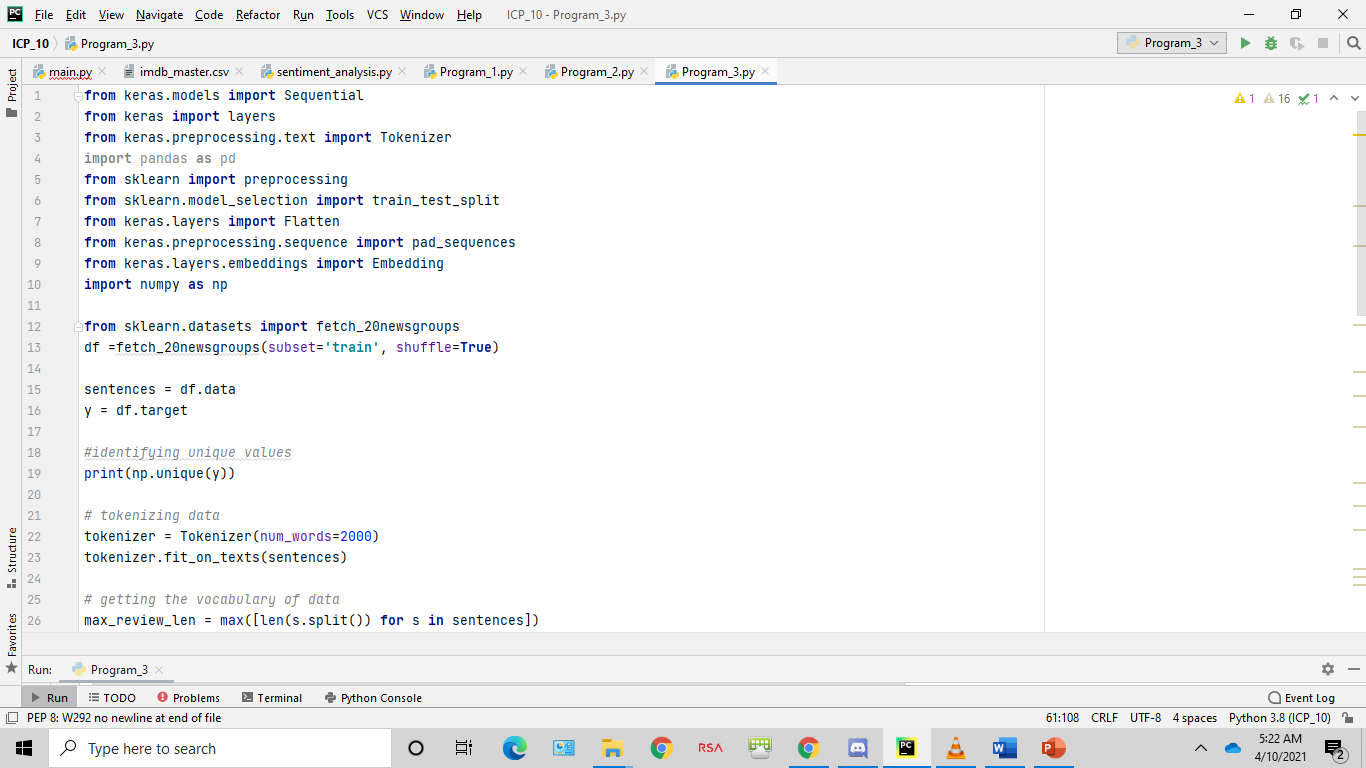 PC File Edit View Navigate Code Refactor Run Tools VCS Window Help ICP_10 - Program_3.py
ICP_10 Program_3.py Program_3
Project main.py imdb_master.csv sentiment_analysis.py Program_1.py Program_2.py Program_3.py
1 from keras.models import Sequential 1 16 1
2 from keras import layers
3 from keras.preprocessing.text import Tokenizer
4 import pandas as pd
5 from sklearn import preprocessing
6 from sklearn.model_selection import train_test_split
7 from keras.layers import Flatten
8 from keras.preprocessing.sequence import pad_sequences
9 from keras.layers.embeddings import Embedding
10 import numpy as np
11
12 from sklearn.datasets import fetch_20newsgroups
13 df =fetch_20newsgroups(subset='train', shuffle=True)
14
15 sentences = df.data
16 y = df.target
17
18 #identifying unique values
19 print(np.unique(y))
20
21 # tokenizing data
22 tokenizer = Tokenizer(num_words=2000)
23 tokenizer.fit_on_texts(sentences)
24
25 # getting the vocabulary of data
26 max_review_len = max([len(s.split()) for s in sentences])
Structure
Favorites
Run: Program_3
Run TODO Problems Terminal Python Console Event Log
PEP 8: W292 no newline at end of file 61:108 CRLF UTF-8 4 spaces Python 3.8 (ICP_10)
Type here to search RSA PC W P 5:22 AM
4/10/2021 2